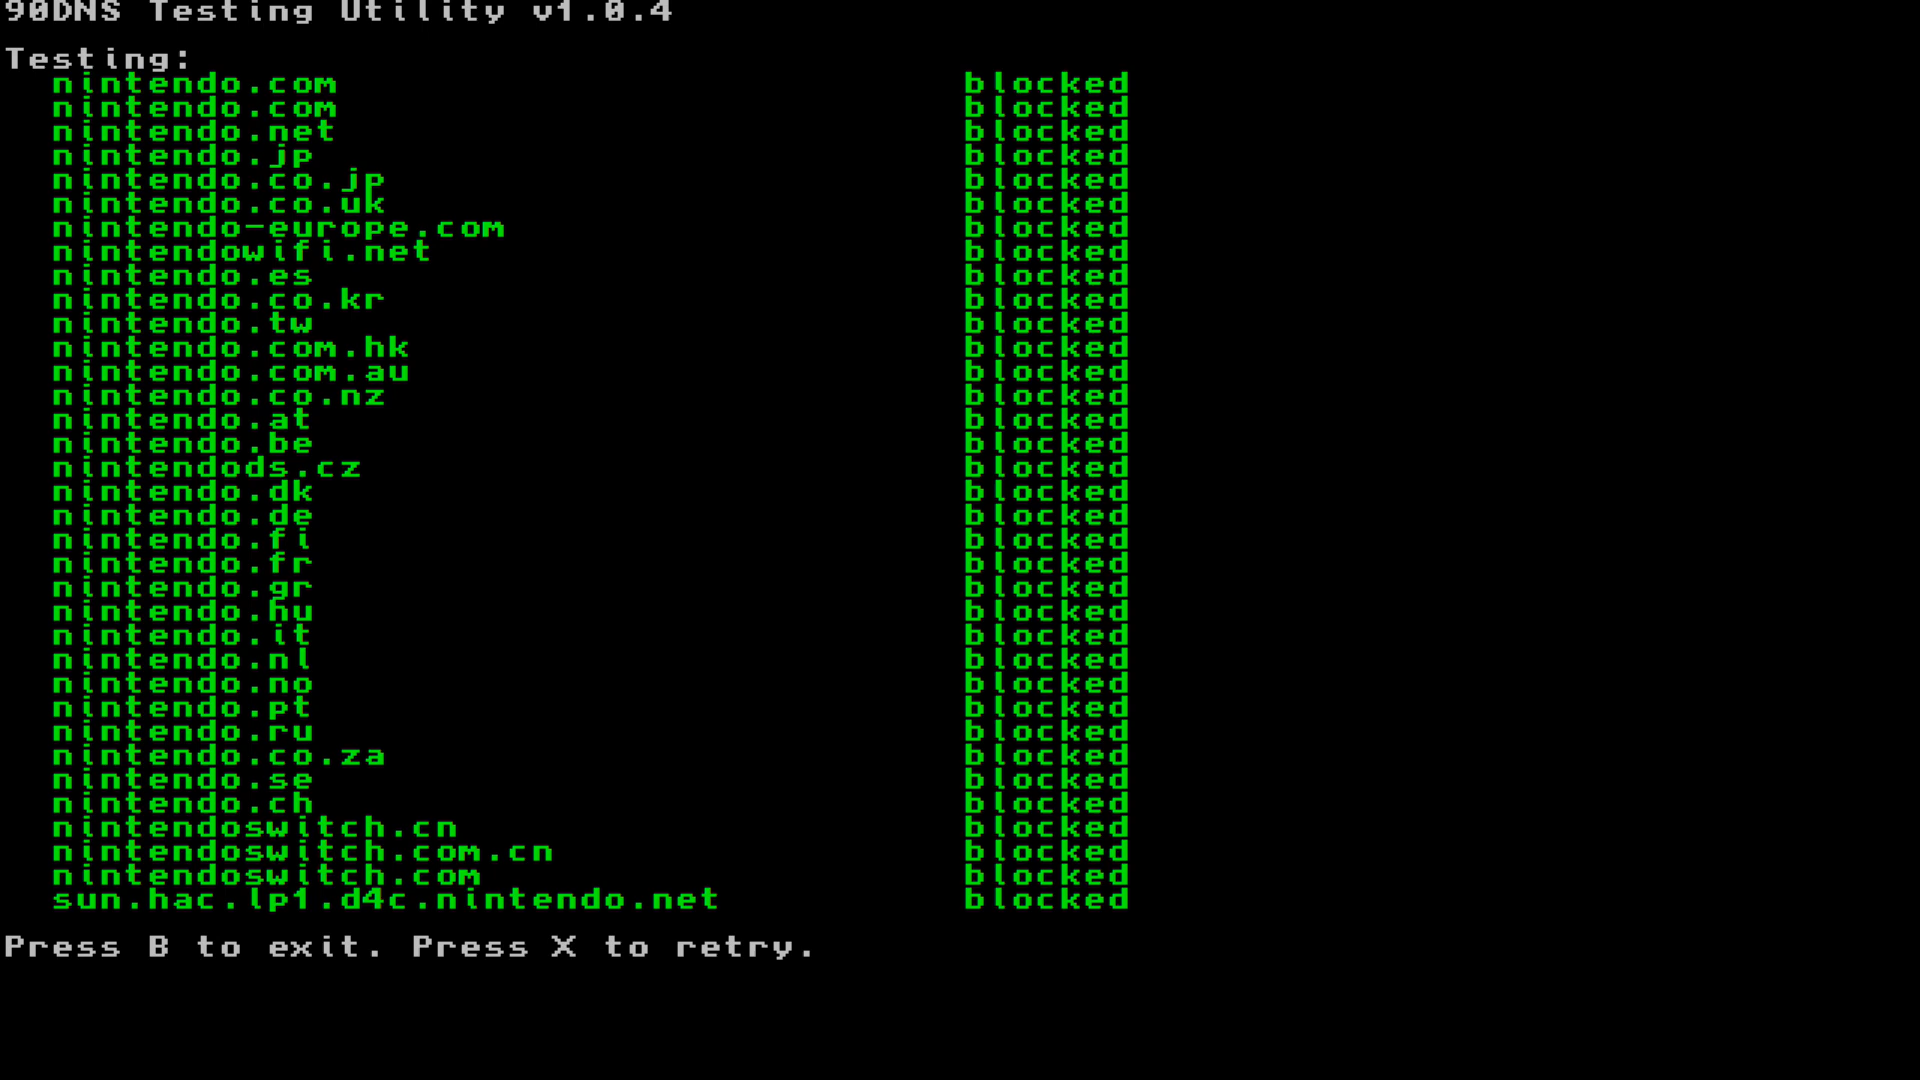 90DNS Testing Utility v1.0.4
Testing:
nintendo.com blocked
nintendo.com blocked
nintendo.net blocked
nintendo.jp blocked
nintendo.co.jp blocked
nintendo.co.uk blocked
nintendo-europe.com blocked
nintendowifi.net blocked
nintendo.es blocked
nintendo.co.kr blocked
nintendo.tw blocked
nintendo.com.hk blocked
nintendo.com.au blocked
nintendo.co.nz blocked
nintendo.at blocked
nintendo.be blocked
nintendods.cz blocked
nintendo.dk blocked
nintendo.de blocked
nintendo.fi blocked
nintendo.fr blocked
nintendo.gr blocked
nintendo.hu blocked
nintendo.it blocked
nintendo.nl blocked
nintendo.no blocked
nintendo.pt blocked
nintendo.ru blocked
nintendo.co.za blocked
nintendo.se blocked
nintendo.ch blocked
nintendoswitch.cn blocked
nintendoswitch.com.cn blocked
nintendoswitch.com blocked
sun.hac.lp1.d4c.nintendo.net blocked
Press B to exit. Press X to retry.